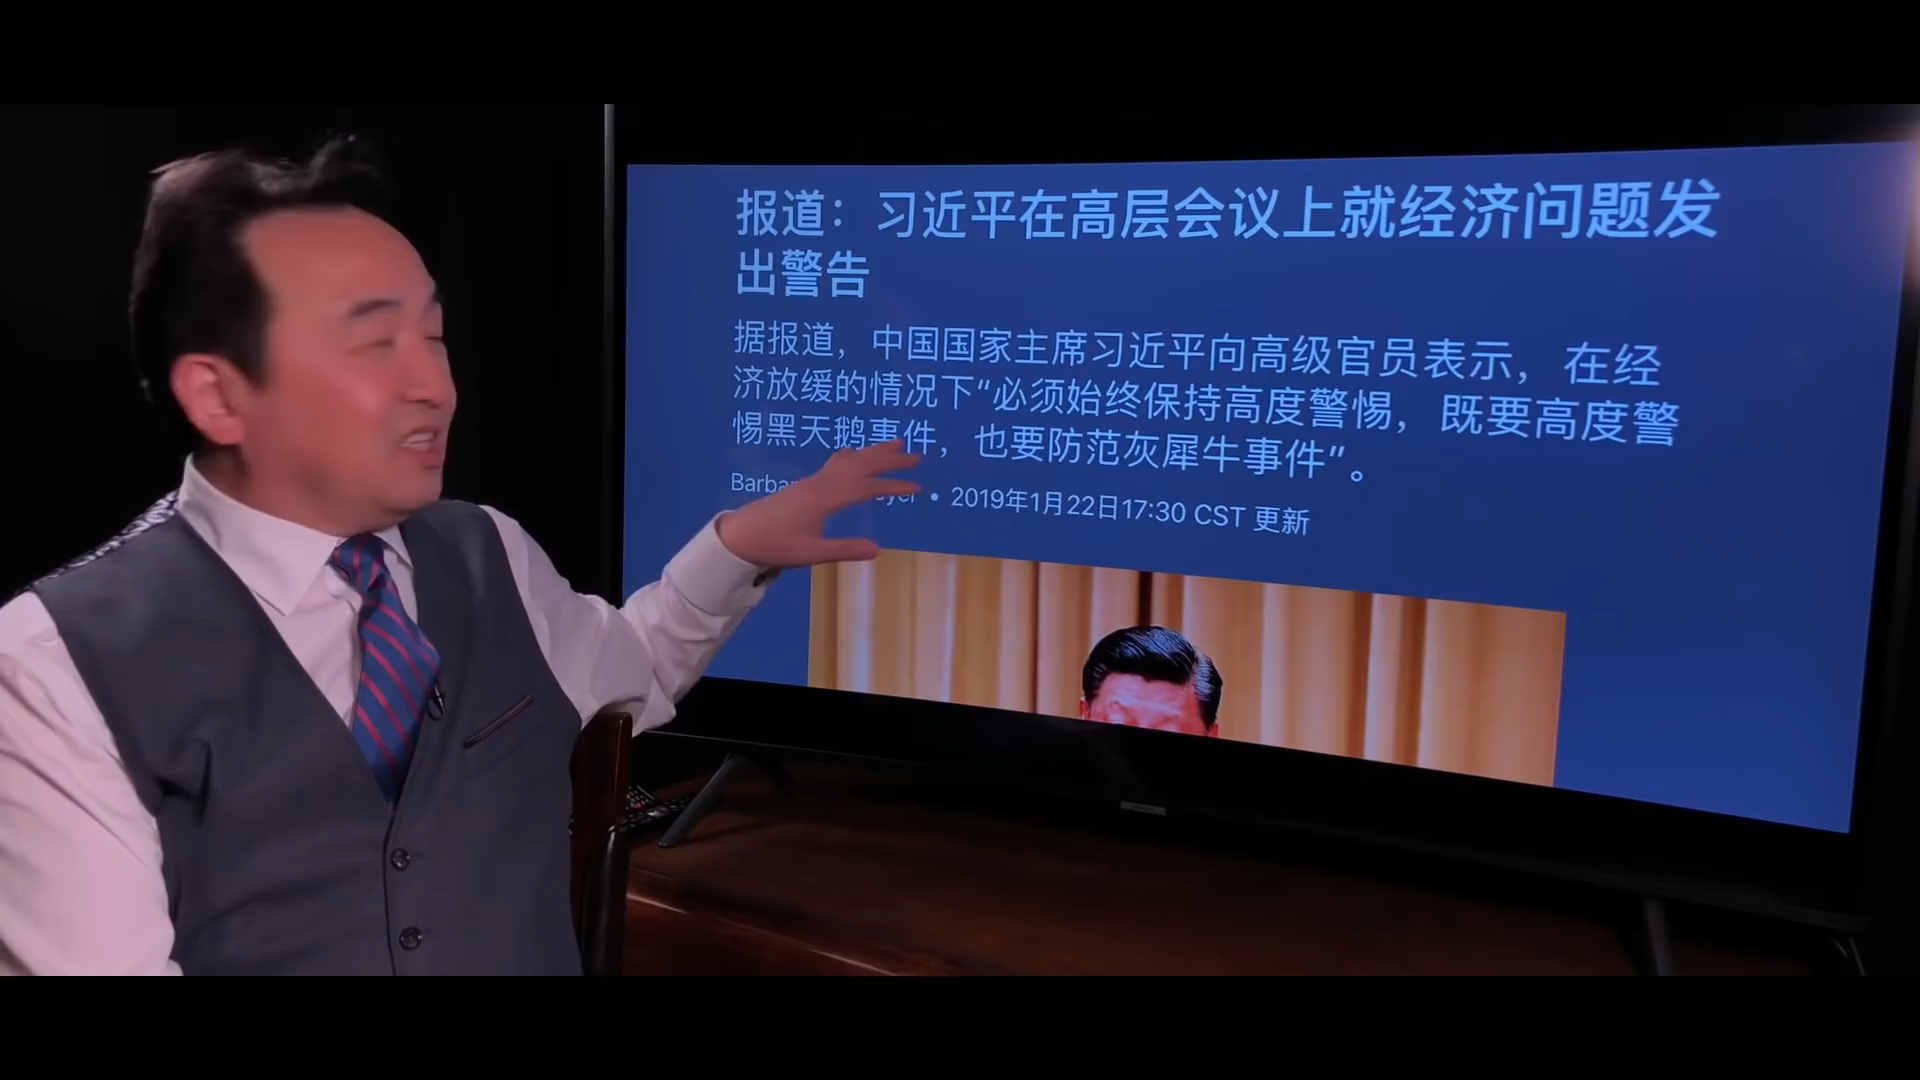 报道：习近平在高层会议上就经济问题发
出警告
据报道，中国国家主席习近平向高级官员表示，在经
济放缓的情况下“必须始终保持高度警惕，既要高度警
惕黑天鹅事件，也要防范灰犀牛事件”。
• 2019年1月22日17:30 CST 更新